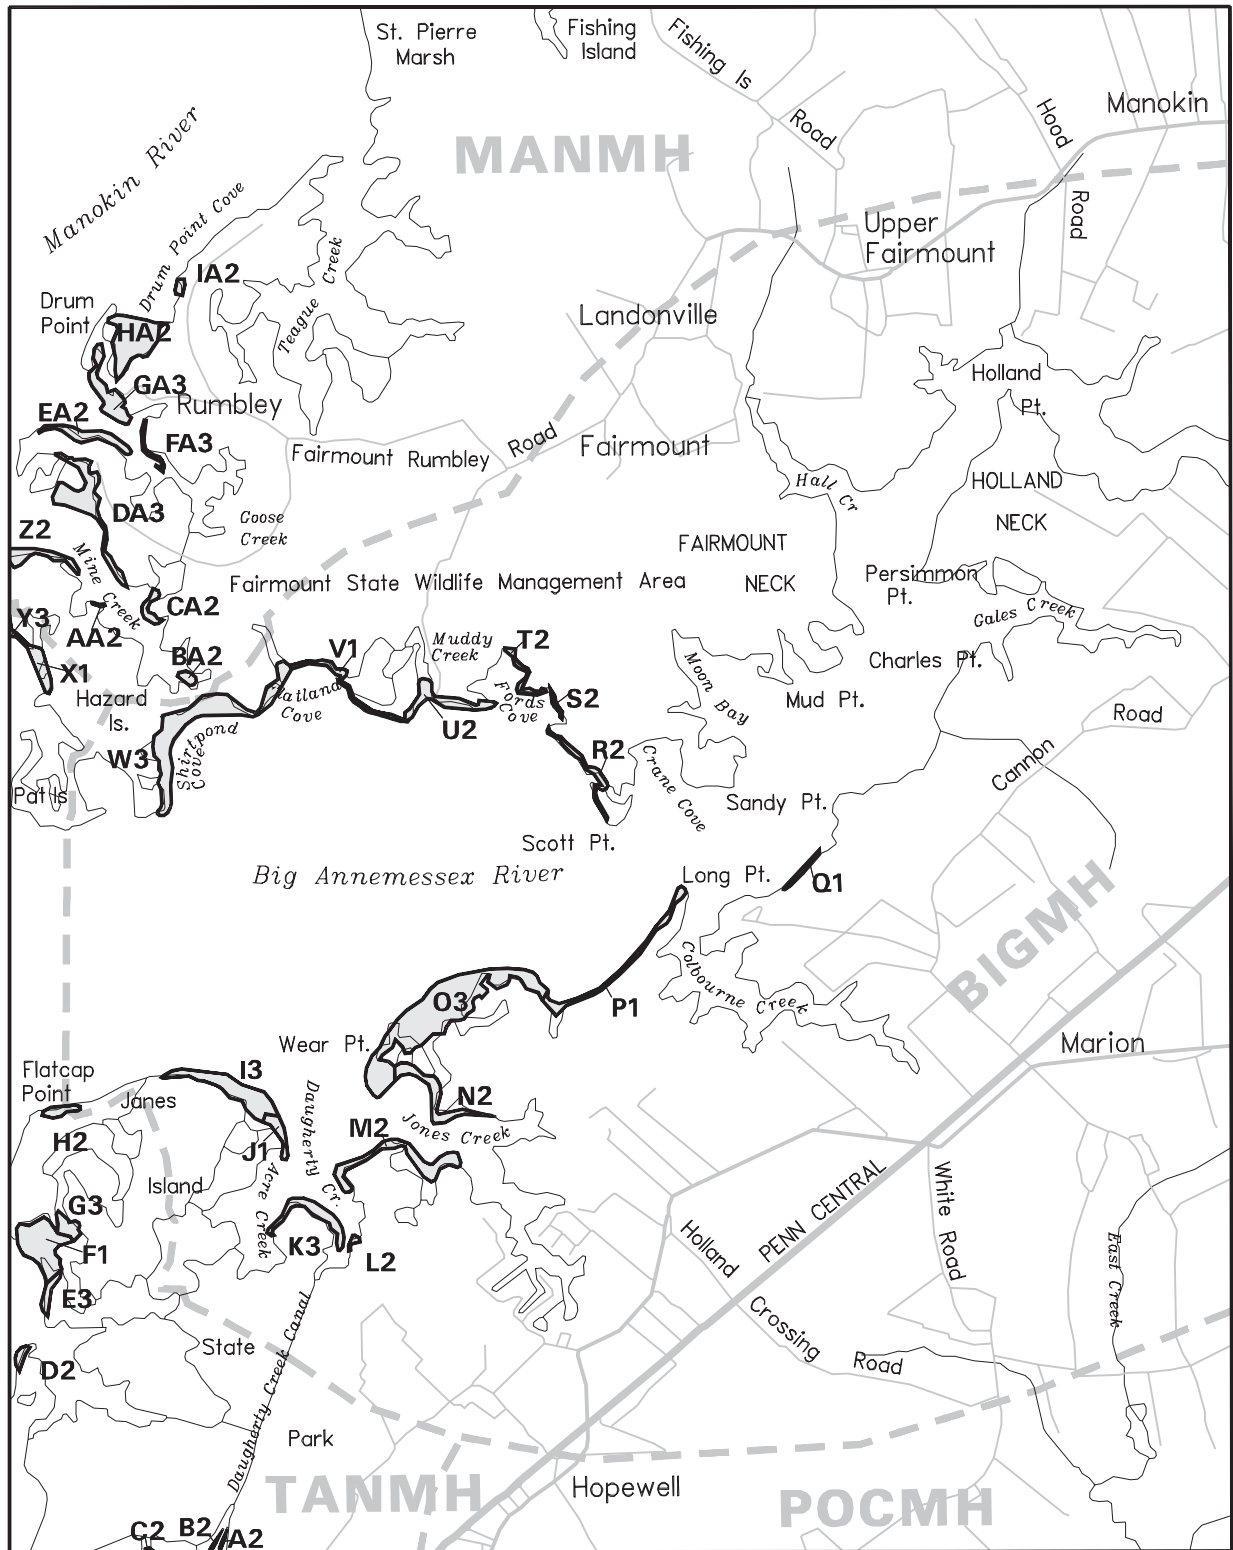 St. Pierre
Marsh
Fishing
Island
Fishing Is
Road
Hood
Road
Manokin
MANMH
Manokin River
Drum Point Cove
IA2
Upper
Fairmount
Teague Creek
Drum
Point
HA2
Landonville
GA3
Rumbley
Holland
Pt.
EA2
FA3
Fairmount Rumbley
Road
Fairmount
Hall Cr
HOLLAND
NECK
DA3
Goose
Creek
Z2
Mine Creek
FAIRMOUNT
NECK
Fairmount State Wildlife Management Area
Persimmon
Pt.
Gales Creek
CA2
Y3
AA2
BA2
V1
Muddy
Creek
T2
X1
Hazard
Is.
Moon Bay
Charles Pt.
Mud Pt.
Cove
Fords
Cove
S2
U2
W3
Shirtpond
Cove
R2
Crane Cove
Cannon
Road
Pat Is
Sandy Pt.
Scott Pt.
Big Annemessex River
Long Pt.
Q1
BIGMH
Colbourne Creek
O3
P1
Wear Pt.
Marion
Flatcap
Point
I3
Janes
N2
H2
J1
Daugherty Cr.
M2
Jones Creek
Island
Acre Creek
G3
F1
K3
L2
E3
Holland
Crossing
Road
PENN CENTRAL
White Road
East Creek
State
D2
Daugherty Creek Canal
Park
TANMH
Hopewell
POCMH
C2
B2
A2